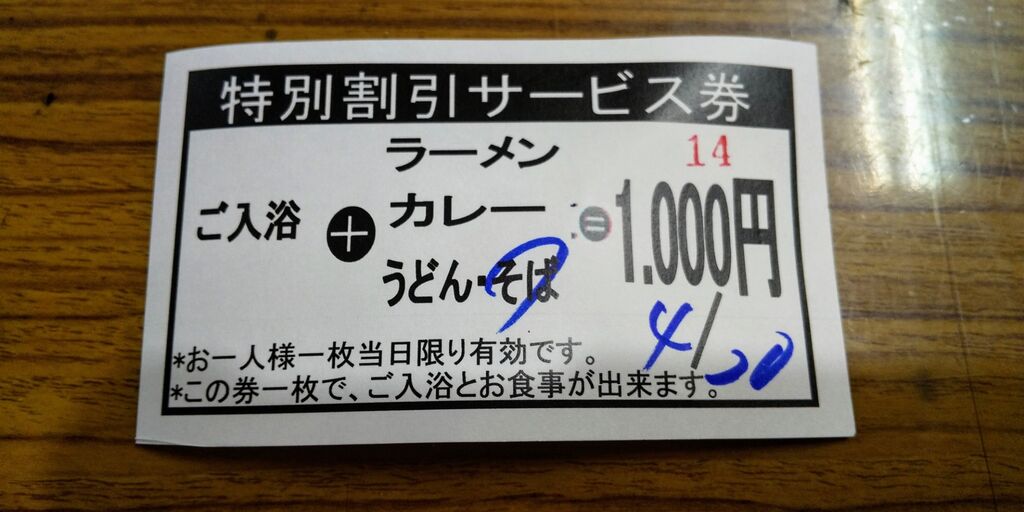 特別割引サービス券
14
ラーメン
ご入浴 + カレー = 1.000円
うどん・そば
4/20
*お一人様一枚当日限り有効です。
*この券一枚で、ご入浴とお食事が出来ます。